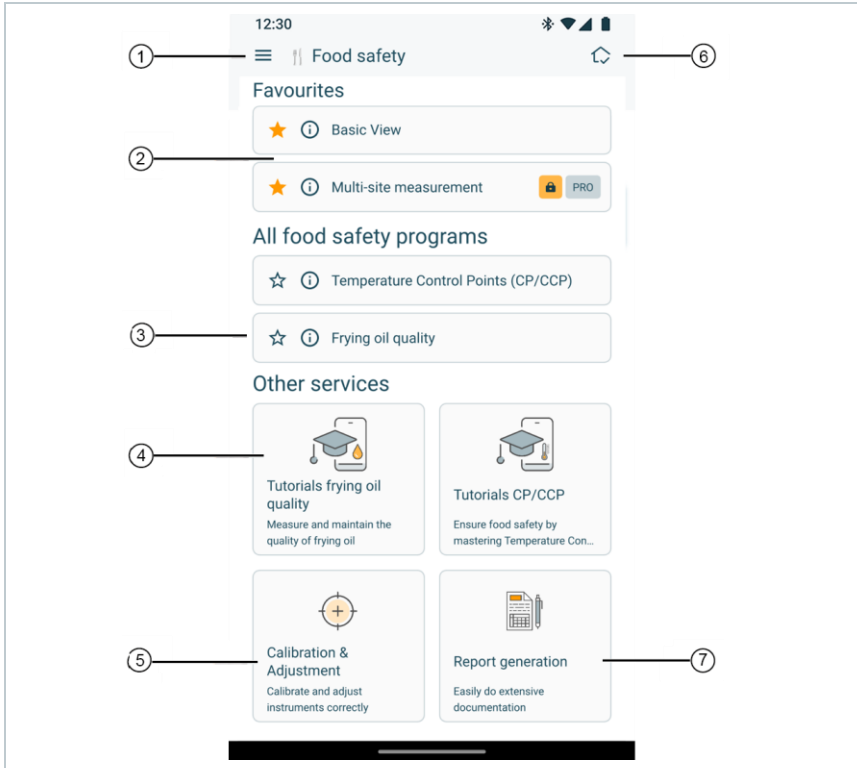 12:30
1
Food safety
6
Favourites
Basic View
2
Multi-site measurement PRO
All food safety programs
Temperature Control Points (CP/CCP)
3
Frying oil quality
Other services
4
Tutorials frying oil
quality
Measure and maintain the
quality of frying oil
Tutorials CP/CCP
Ensure food safety by
mastering Temperature Con...
5
Calibration &
Adjustment
Calibrate and adjust
instruments correctly
Report generation
Easily do extensive
documentation
7